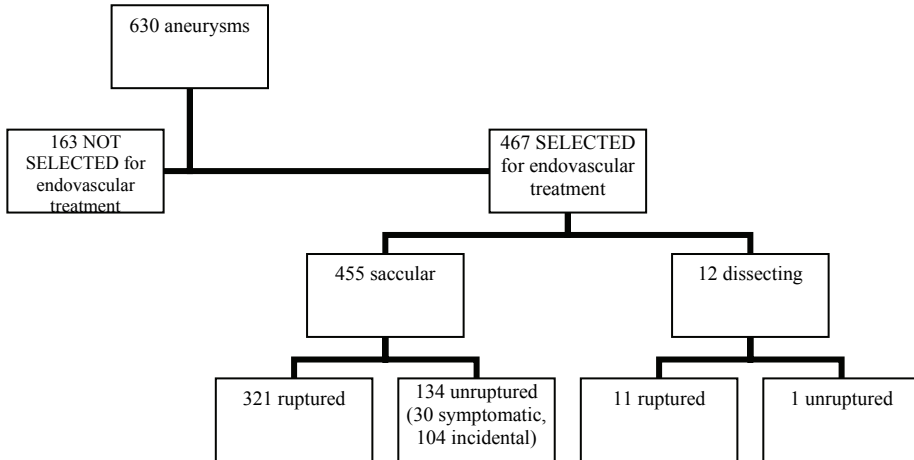 630 aneurysms
163 NOT
SELECTED for
endovascular
treatment
467 SELECTED
for endovascular
treatment
455 saccular
12 dissecting
321 ruptured
134 unruptured
(30 symptomatic,
104 incidental)
11 ruptured
1 unruptured